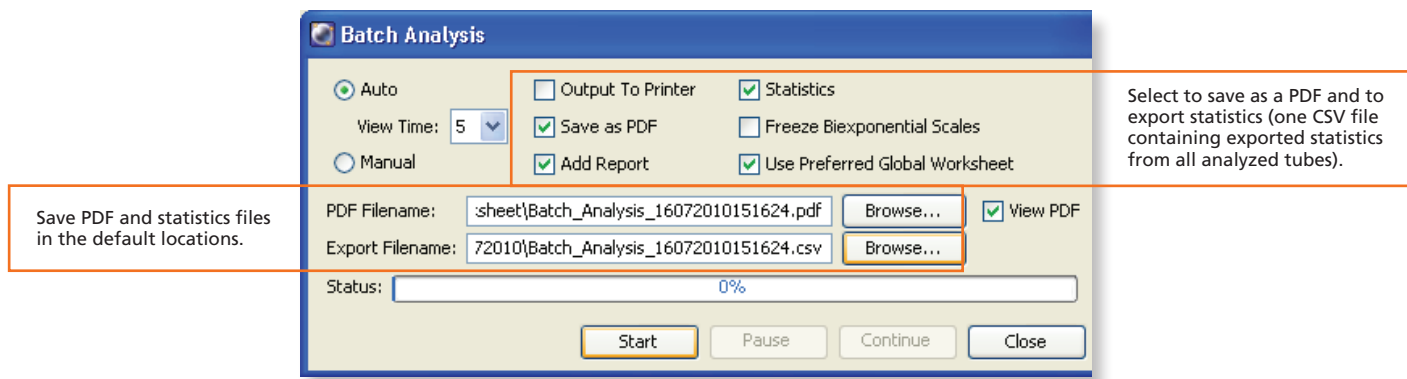 Batch Analysis
Auto
Output To Printer
Statistics
View Time: 5
Save as PDF
Freeze Biexponential Scales
Manual
Add Report
Use Preferred Global Worksheet
Select to save as a PDF and to
export statistics (one CSV file
containing exported statistics
from all analyzed tubes).
Save PDF and statistics files
in the default locations.
PDF Filename: :sheet\Batch_Analysis_16072010151624.pdf Browse... View PDF
Export Filename: 72010\Batch_Analysis_16072010151624.csv Browse...
Status: 0%
Start Pause Continue Close